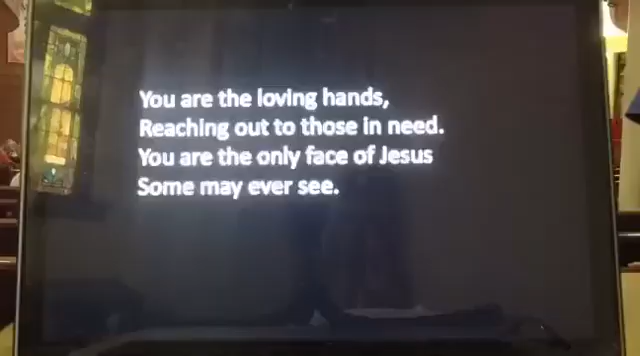 You are the loving hands,
Reaching out to those in need.
You are the only face of Jesus
Some may ever see.